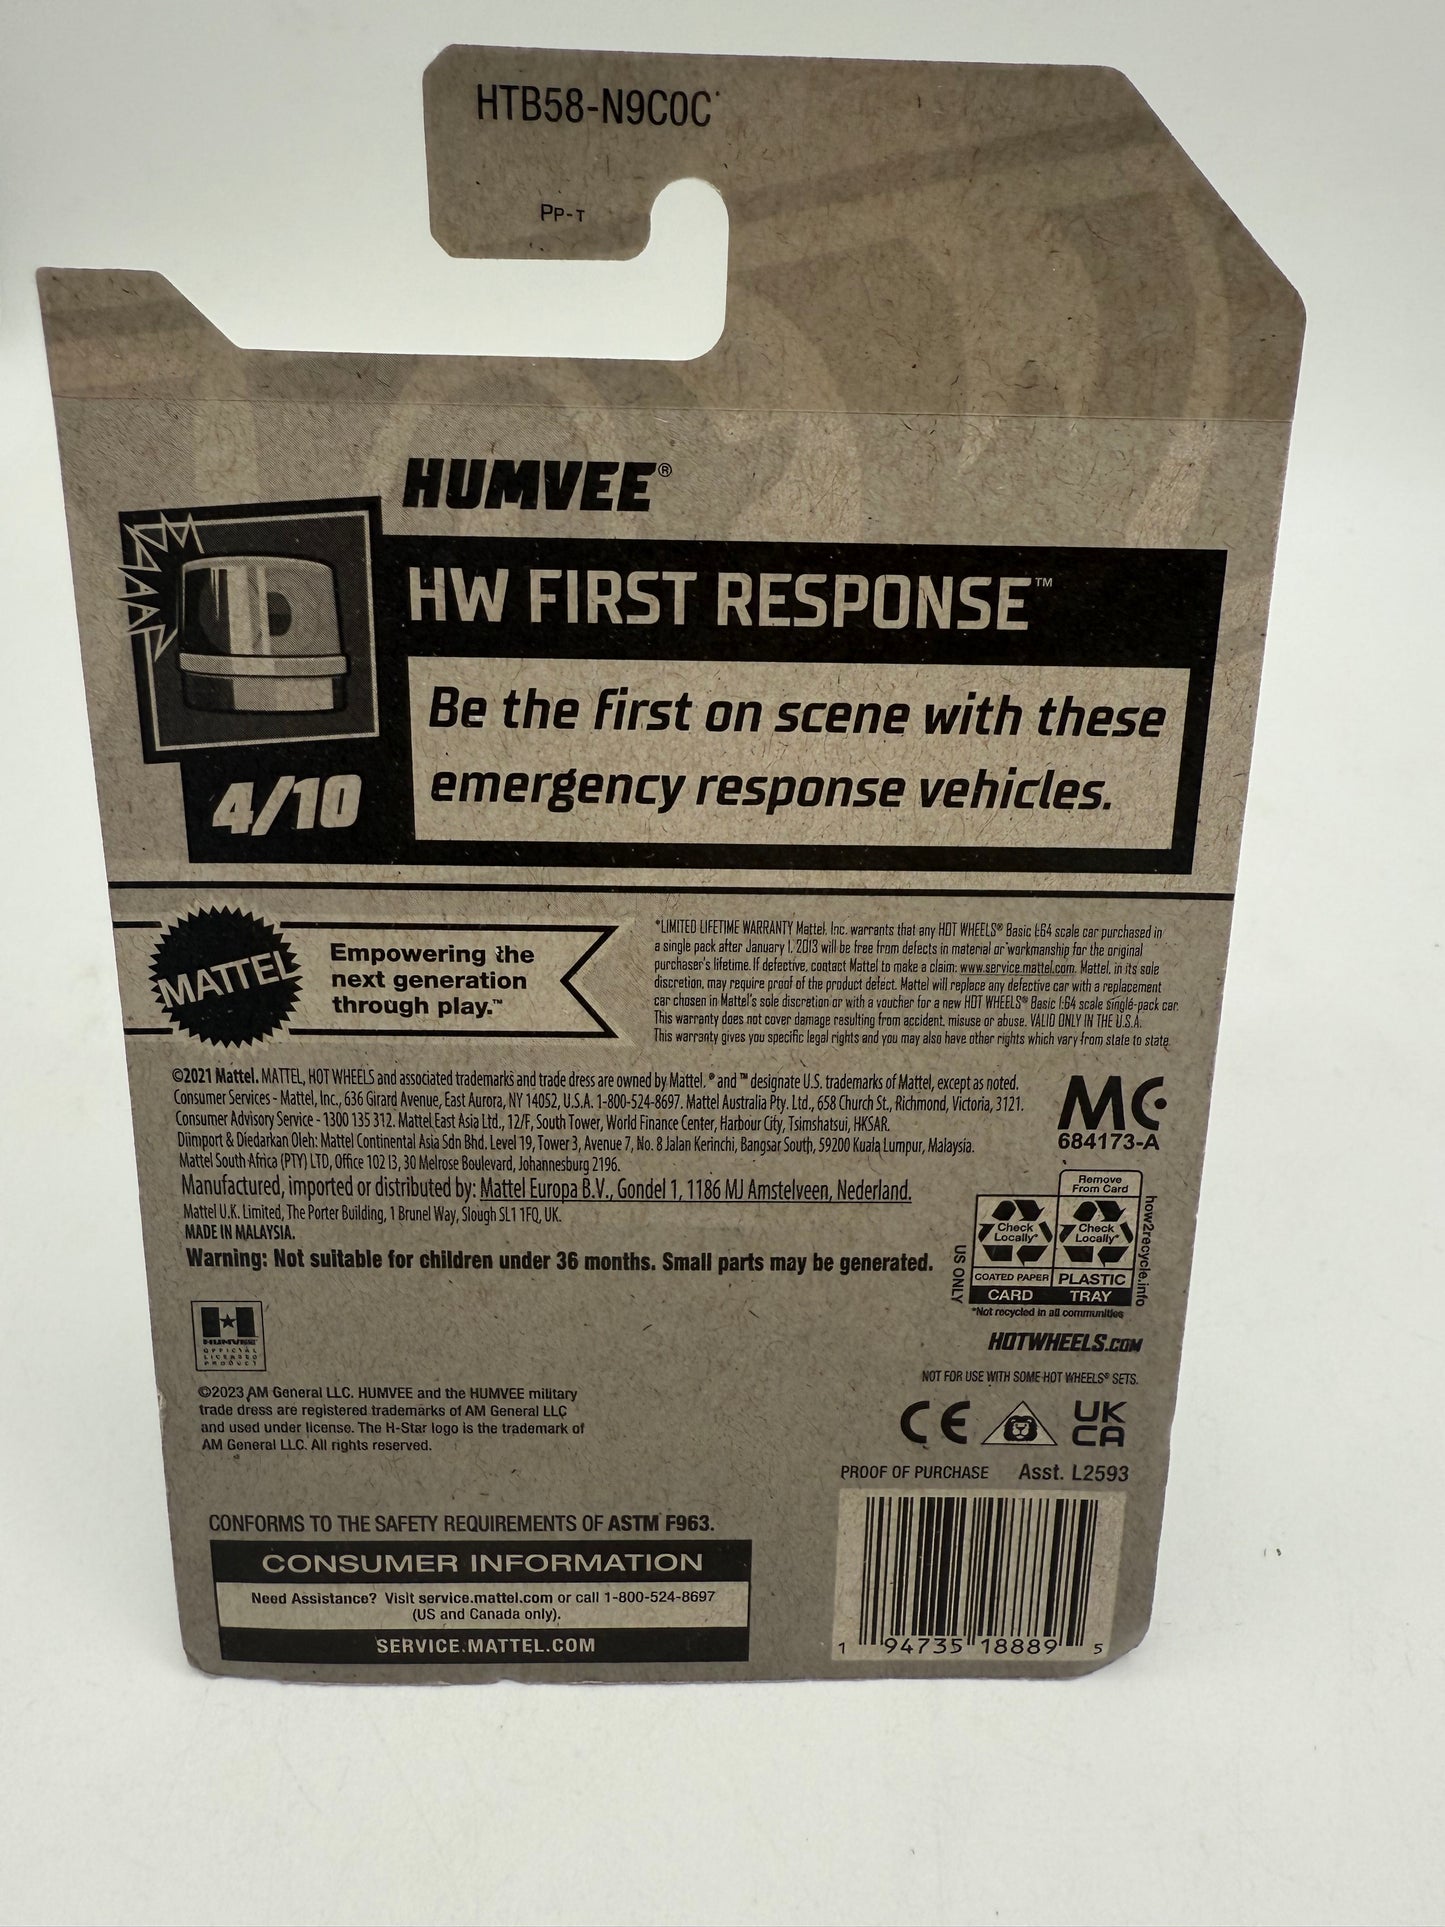 HTB58-N9C0C
PP-T
HUMVEE®
HW FIRST RESPONSE™
Be the first on scene with these
emergency response vehicles.
4/10
MATTEL
Empowering the
next generation
through play.™
*LIMITED LIFETIME WARRANTY Mattel, Inc. warrants that any HOT WHEELS® Basic 1:64 scale car purchased in
a single pack after January 1, 2013 will be free from defects in material or workmanship for the original
purchaser's lifetime. If defective, contact Mattel to make a claim: www.service.mattel.com. Mattel, in its sole
discretion, may require proof of the product defect. Mattel will replace any defective car with a replacement
car chosen in Mattel's sole discretion or with a voucher for a new HOT WHEELS® Basic 1:64 scale single-pack car.
This warranty does not cover damage resulting from accident, misuse or abuse. VALID ONLY IN THE U.S.A.
This warranty gives you specific legal rights and you may also have other rights which vary from state to state.
©2021 Mattel. MATTEL, HOT WHEELS and associated trademarks and trade dress are owned by Mattel. ® and ™ designate U.S. trademarks of Mattel, except as noted.
Consumer Services - Mattel, Inc., 636 Girard Avenue, East Aurora, NY 14052, U.S.A. 1-800-524-8697. Mattel Australia Pty. Ltd., 658 Church St., Richmond, Victoria, 3121.
Consumer Advisory Service - 1300 135 312. Mattel East Asia Ltd., 12/F, South Tower, World Finance Center, Harbour City, Tsimshatsui, HKSAR.
Diimport & Diedarkan Oleh: Mattel Continental Asia Sdn Bhd. Level 19, Tower 3, Avenue 7, No. 8 Jalan Kerinchi, Bangsar South, 59200 Kuala Lumpur, Malaysia.
Mattel South Africa (PTY) LTD, Office 102 I3, 30 Melrose Boulevard, Johannesburg 2196.
Manufactured, imported or distributed by: Mattel Europa B.V., Gondel 1, 1186 MJ Amstelveen, Nederland.
Mattel U.K. Limited, The Porter Building, 1 Brunel Way, Slough SL1 1FQ, UK.
MADE IN MALAYSIA.
Warning: Not suitable for children under 36 months. Small parts may be generated.
MC
684173-A
Remove
From Card
Check
Locally*
Check
Locally*
COATED PAPER
PLASTIC
CARD
TRAY
US ONLY
how2recycle.info
*Not recycled in all communities
HOTWHEELS.COM
NOT FOR USE WITH SOME HOT WHEELS® SETS.
CE
UK
CA
HUMVEE
OFFICIAL
LICENSED
PRODUCT
©2023 AM General LLC. HUMVEE and the HUMVEE military
trade dress are registered trademarks of AM General LLC
and used under license. The H-Star logo is the trademark of
AM General LLC. All rights reserved.
PROOF OF PURCHASE Asst. L2593
1 94735 18889 5
CONFORMS TO THE SAFETY REQUIREMENTS OF ASTM F963.
CONSUMER INFORMATION
Need Assistance? Visit service.mattel.com or call 1-800-524-8697
(US and Canada only).
SERVICE.MATTEL.COM